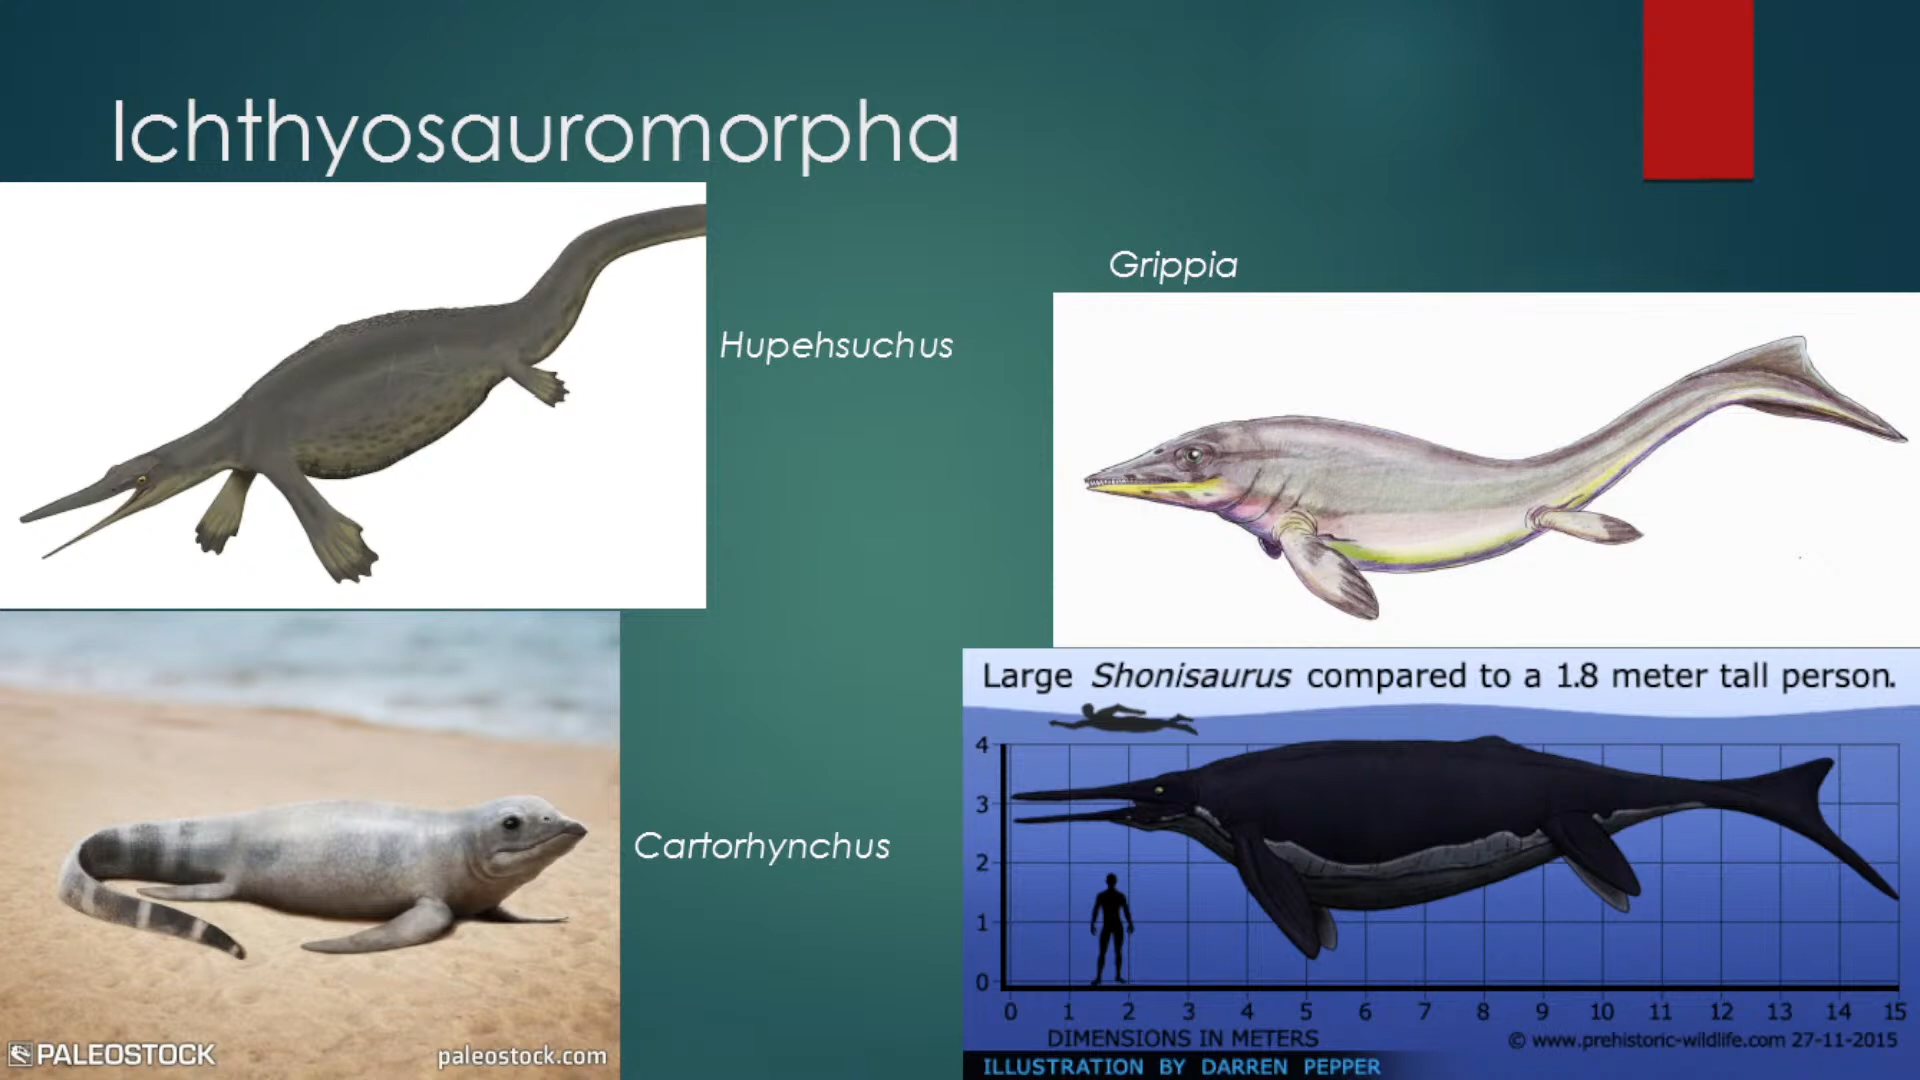 Ichthyosauromorpha
Grippia
Hupehsuchus
Large Shonisaurus compared to a 1.8 meter tall person.
4
3
2
1
0
0 1 2 3 4 5 6 7 8 9 10 11 12 13 14 15
DIMENSIONS IN METERS
© www.prehistoric-wildlife.com 27-11-2015
ILLUSTRATION BY DARREN PEPPER
Cartorhynchus
PALEOSTOCK
paleostock.com